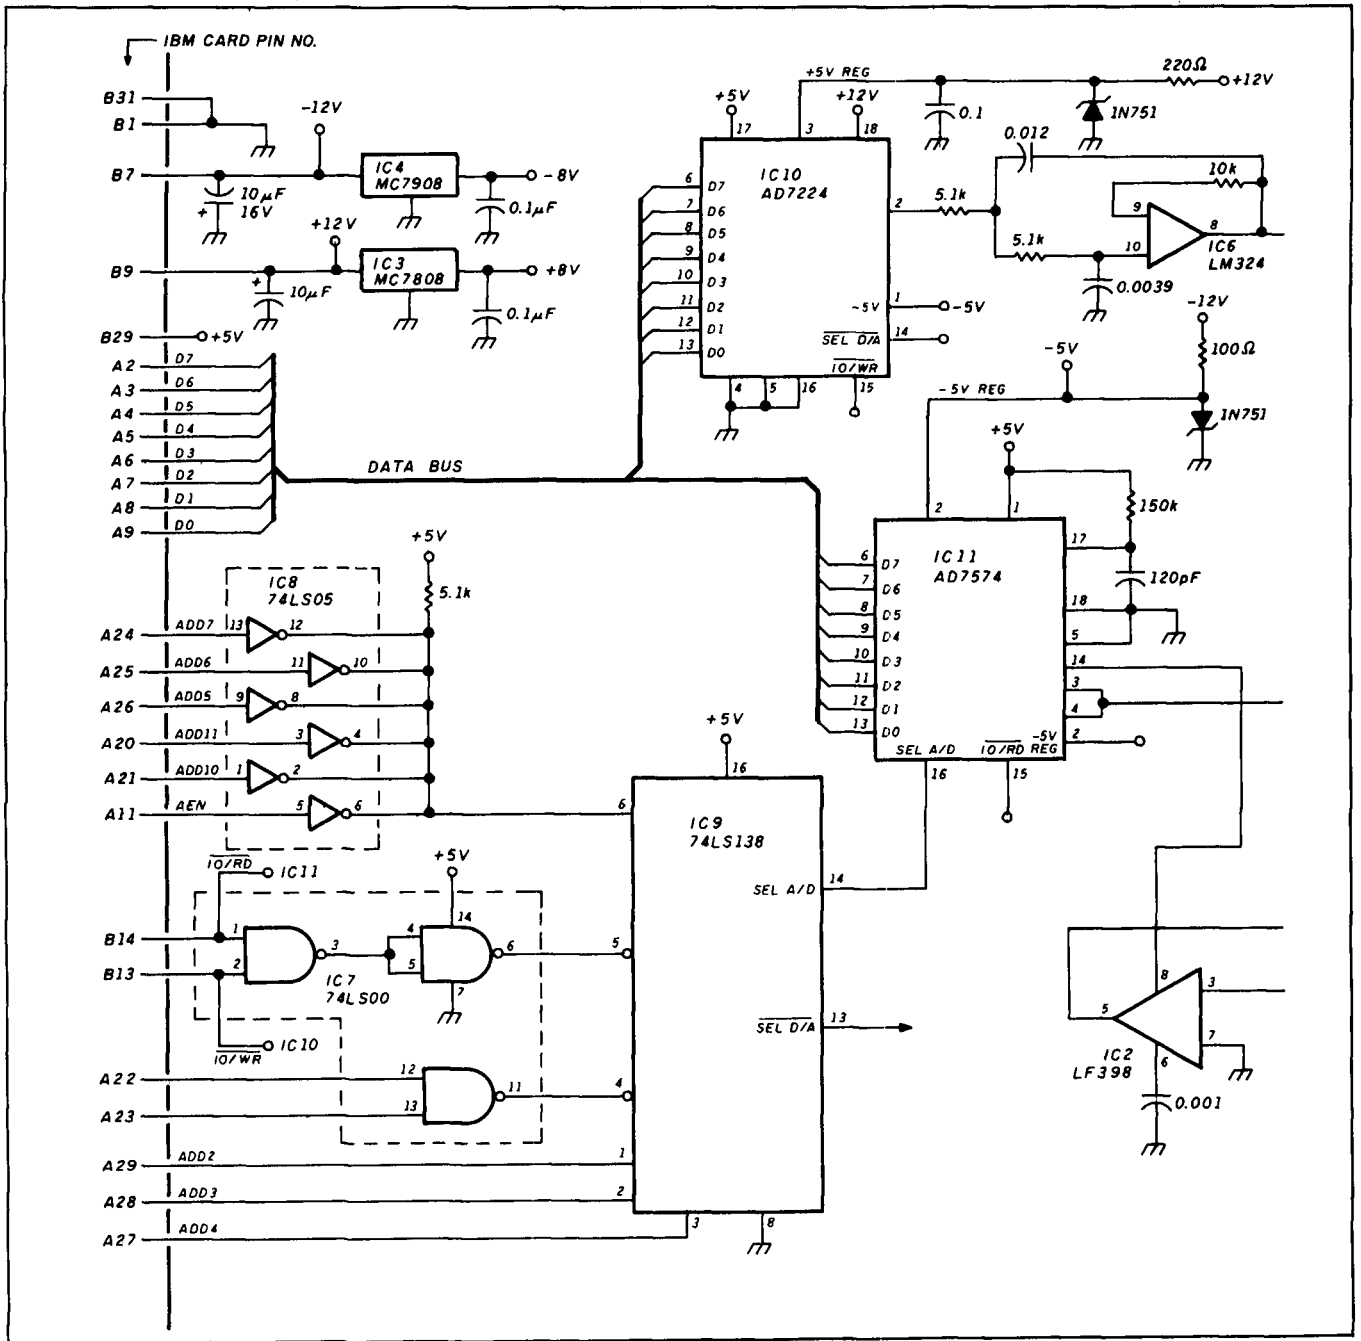 IBM CARD PIN NO.
B31
B1
B7
-12V
10µF
16V
+
IC4
MC7908
0.1µF
-8V
B9
+
10µF
+12V
IC3
MC7808
0.1µF
+8V
B29
+5V
A2 D7
A3 D6
A4 D5
A5 D4
A6 D3
A7 D2
A8 D1
A9 D0
DATA BUS
+5V REG
0.1
1N751
220Ω
+12V
+5V
17
3
+12V
18
IC10
AD7224
6 D7
7 D6
8 D5
9 D4
10 D3
11 D2
12 D1
13 D0
2
5.1k
0.012
5.1k
0.0039
10k
9
10
8
IC6
LM324
-5V
1
-5V
SEL D/A
14
IO/WR
15
4
5
16
-12V
100Ω
1N751
-5V
-5V REG
+5V
150k
120pF
2
1
IC11
AD7574
6 D7
7 D6
8 D5
9 D4
10 D3
11 D2
12 D1
13 D0
17
18
5
14
3
4
-5V
REG
2
SEL A/D
16
IO/RD
15
IC8
74LS05
+5V
5.1k
A24 ADD7 13 12
A25 ADD6 11 10
A26 ADD5 9 8
A20 ADD11 3 4
A21 ADD10 1 2
A11 AEN 5 6
6
IO/RD
IC11
B14
1
B13
2
3
IC7
74LS00
+5V
14
4
5
6
7
5
IO/WR
IC10
A22
12
A23
13
11
4
A29 ADD2 1
A28 ADD3 2
A27 ADD4 3
+5V
16
IC9
74LS138
SEL A/D
14
SEL D/A
13
8
5
8
3
7
6
IC2
LF398
0.001